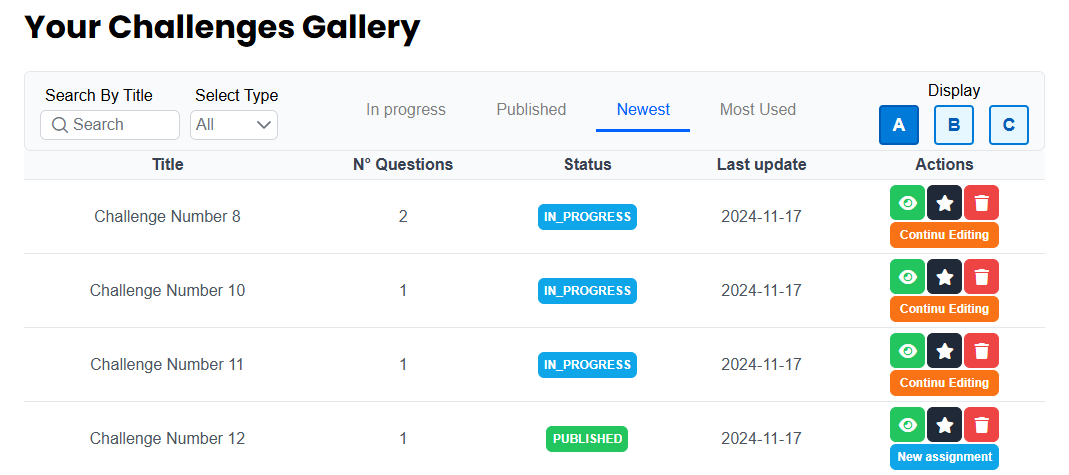 Your Challenges Gallery
Search By Title Select Type Display
Search All In progress Published Newest Most Used A B C
Title N° Questions Status Last update Actions
Challenge Number 8 2 IN_PROGRESS 2024-11-17
Continu Editing
Challenge Number 10 1 IN_PROGRESS 2024-11-17
Continu Editing
Challenge Number 11 1 IN_PROGRESS 2024-11-17
Continu Editing
Challenge Number 12 1 PUBLISHED 2024-11-17
New assignment